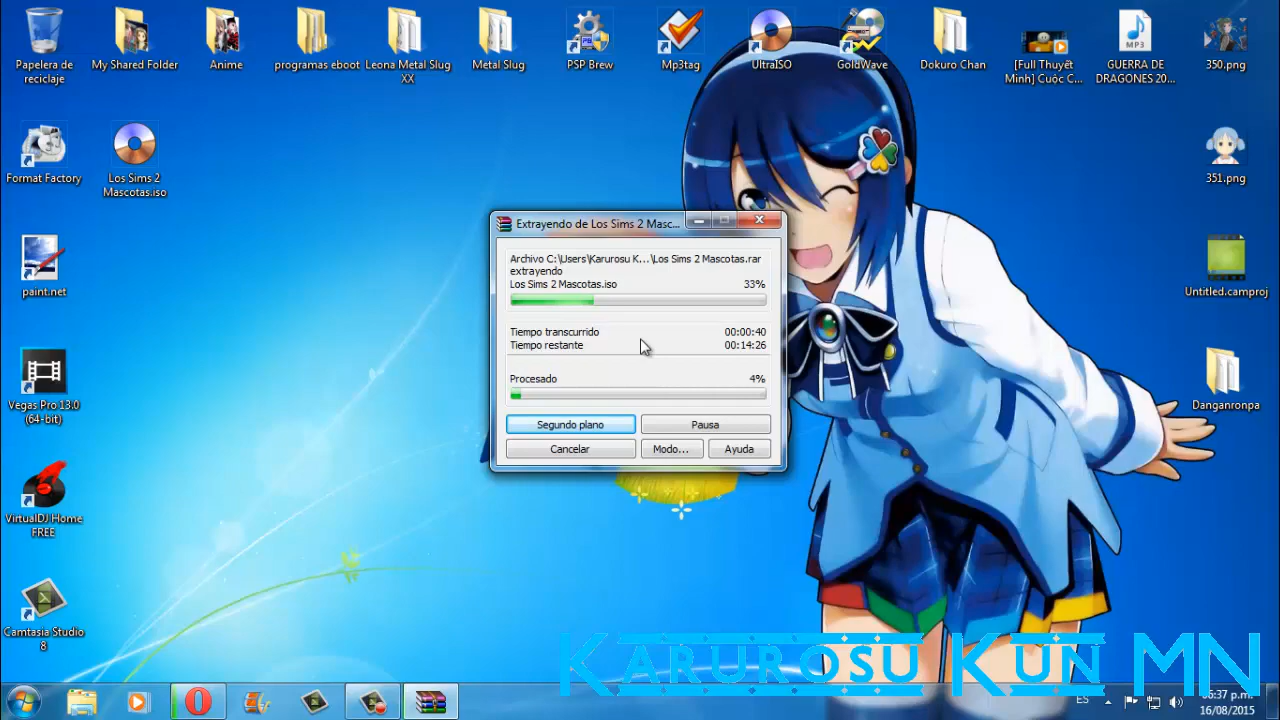 Papelera de
reciclaje
My Shared Folder
Anime
programas eboot
Leona Metal Slug
XX
Metal Slug
PSP Brew
Mp3tag
UltraISO
GoldWave
Dokuro Chan
[Full Thuyết
Minh] Cuộc C...
MP3
GUERRA DE
DRAGONES 20...
350.png
Format Factory
Los Sims 2
Mascotas.iso
351.png
paint.net
Untitled.camproj
Vegas Pro 13.0
(64-bit)
Danganronpa
VirtualDJ Home
FREE
Camtasia Studio
8
Extrayendo de Los Sims 2 Masc...
Archivo C:\Users\Karurosu K...\Los Sims 2 Mascotas.rar
extrayendo
Los Sims 2 Mascotas.iso 33%
Tiempo transcurrido 00:00:40
Tiempo restante 00:14:26
Procesado 4%
Segundo plano
Pausa
Cancelar
Modo...
Ayuda
KARUROSU KUN MN
ES
06:37 p.m.
16/08/2015